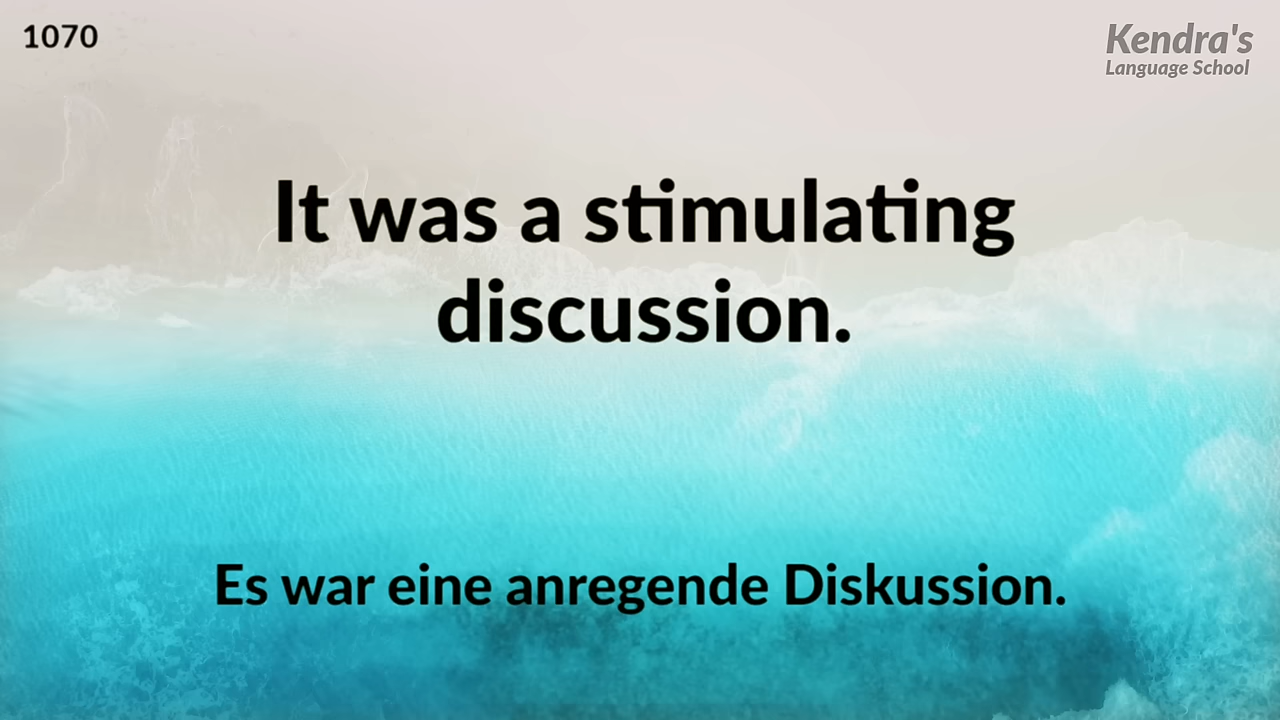 1070
Kendra's
Language School
It was a stimulating
discussion.
Es war eine anregende Diskussion.